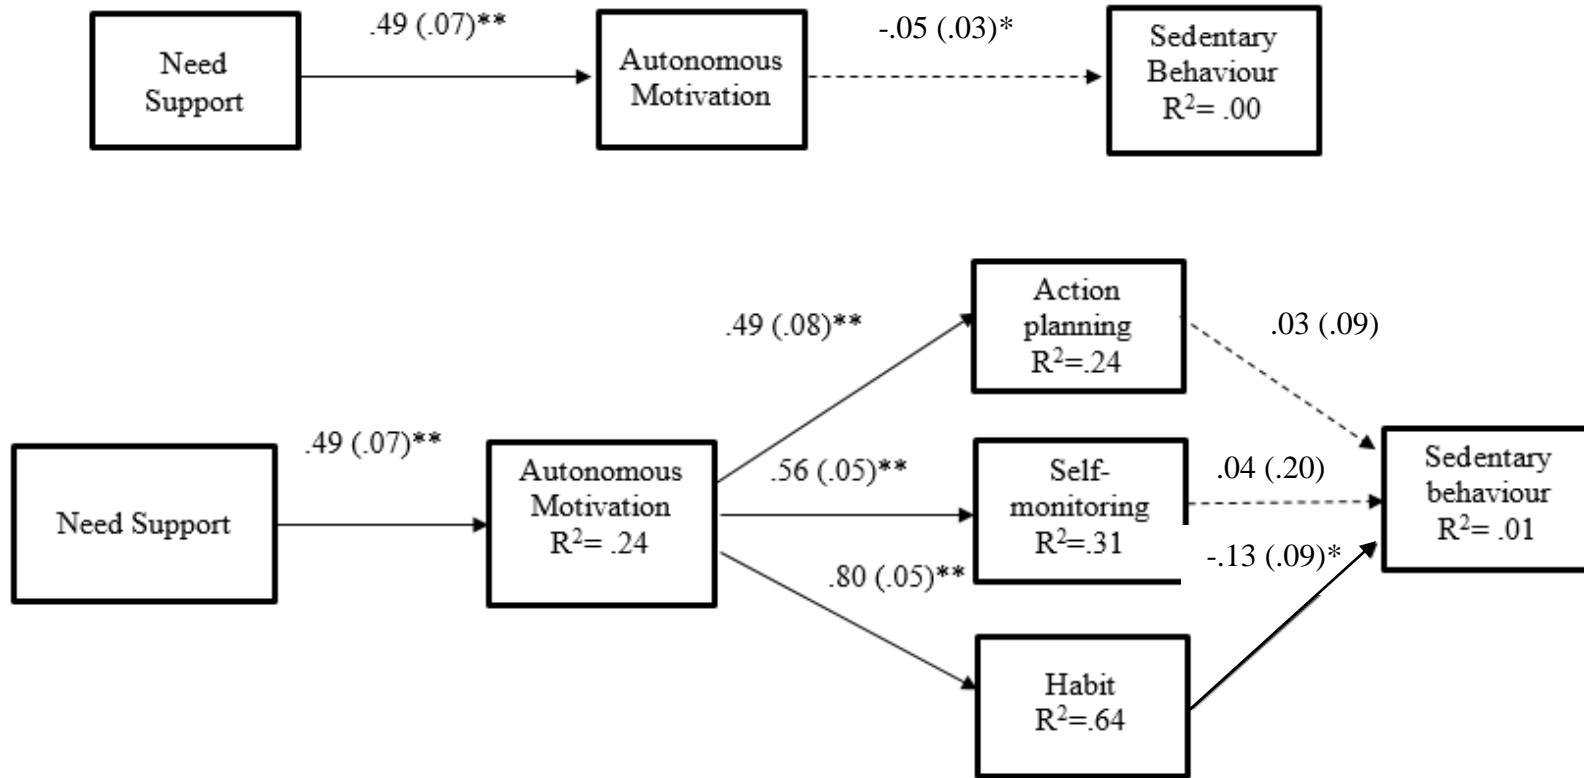 .49 (.07)**
-.05 (.03)*
Need
Support
Autonomous
Motivation
Sedentary
Behaviour
R²= .00
.49 (.07)**
Need Support
Autonomous
Motivation
R²= .24
.49 (.08)**
.56 (.05)**
.80 (.05)**
Action
planning
R²=.24
Self-
monitoring
R²=.31
Habit
R²=.64
.03 (.09)
.04 (.20)
-.13 (.09)*
Sedentary
behaviour
R²= .01